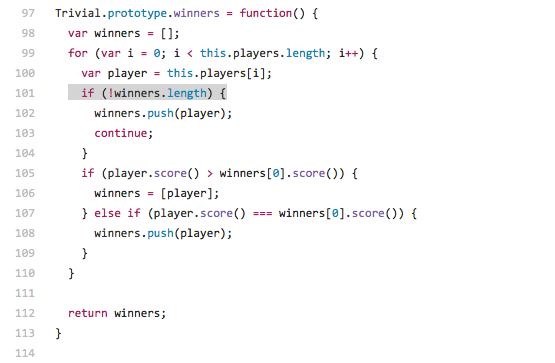 97 Trivial.prototype.winners = function() {
98 var winners = [];
99 for (var i = 0; i < this.players.length; i++) {
100 var player = this.players[i];
101 if (!winners.length) {
102 winners.push(player);
103 continue;
104 }
105 if (player.score() > winners[0].score()) {
106 winners = [player];
107 } else if (player.score() === winners[0].score()) {
108 winners.push(player);
109 }
110 }
111
112 return winners;
113 }
114